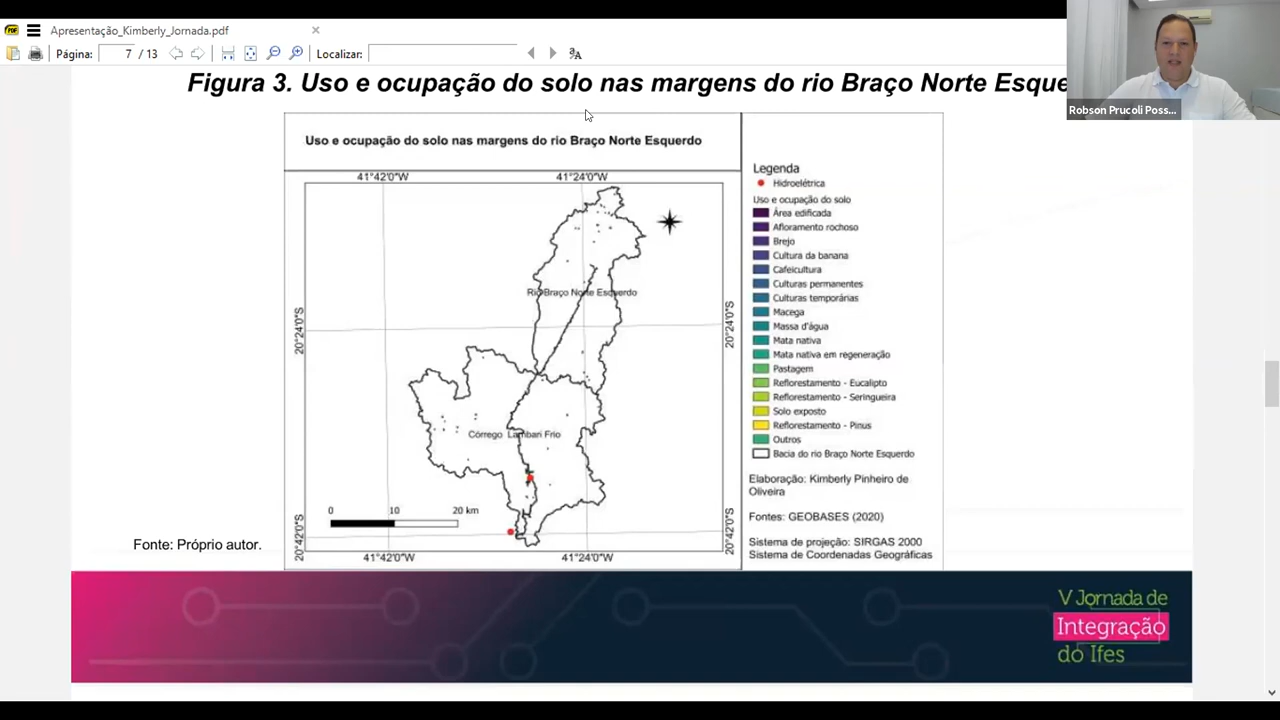 Apresentação_Kimberly_Jornada.pdf
Página: 7 / 13
Localizar:
Robson Prucoli Poss...
Figura 3. Uso e ocupação do solo nas margens do rio Braço Norte Esque
Uso e ocupação do solo nas margens do rio Braço Norte Esquerdo
41°42'0"W
41°24'0"W
20°24'0"S
20°24'0"S
Rio Braço Norte Esquerdo
Córrego Lambari Frio
0 10 20 km
20°42'0"S
20°42'0"S
41°42'0"W
41°24'0"W
Legenda
Hidroelétrica
Uso e ocupação do solo
Área edificada
Afloramento rochoso
Brejo
Cultura da banana
Cafeicultura
Culturas permanentes
Culturas temporárias
Macega
Massa d'água
Mata nativa
Mata nativa em regeneração
Pastagem
Reflorestamento - Eucalipto
Reflorestamento - Seringueira
Solo exposto
Reflorestamento - Pinus
Outros
Bacia do rio Braço Norte Esquerdo
Elaboração: Kimberly Pinheiro de
Oliveira
Fontes: GEOBASES (2020)
Sistema de projeção: SIRGAS 2000
Sistema de Coordenadas Geográficas
Fonte: Próprio autor.
V Jornada de
Integração
do Ifes